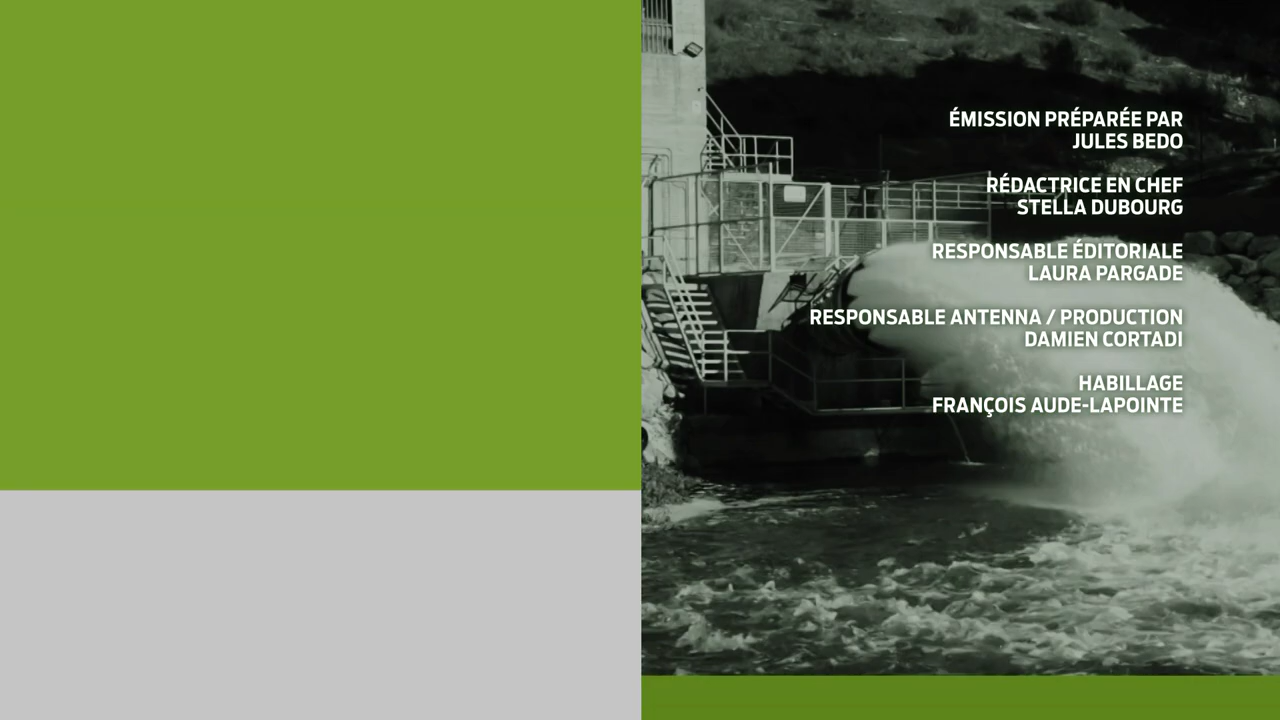 ÉMISSION PRÉPARÉE PAR
JULES BEDO
RÉDACTRICE EN CHEF
STELLA DUBOURG
RESPONSABLE ÉDITORIALE
LAURA PARGADE
RESPONSABLE ANTENNA / PRODUCTION
DAMIEN CORTADI
HABILLAGE
FRANÇOIS AUDE-LAPOINTE